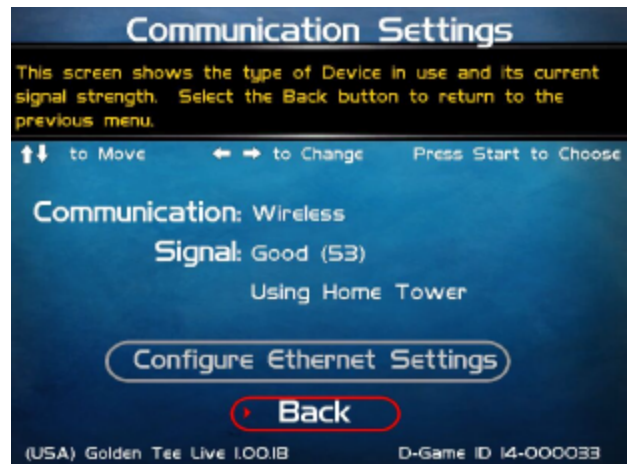 Communication Settings
This screen shows the type of Device in use and its current
signal strength. Select the Back button to return to the
previous menu.
↑↓ to Move ← → to Change Press Start to Choose
Communication: Wireless
Signal: Good (53)
Using Home Tower
Configure Ethernet Settings
Back
(USA) Golden Tee Live 1.00.18 D-Game ID 14-000033